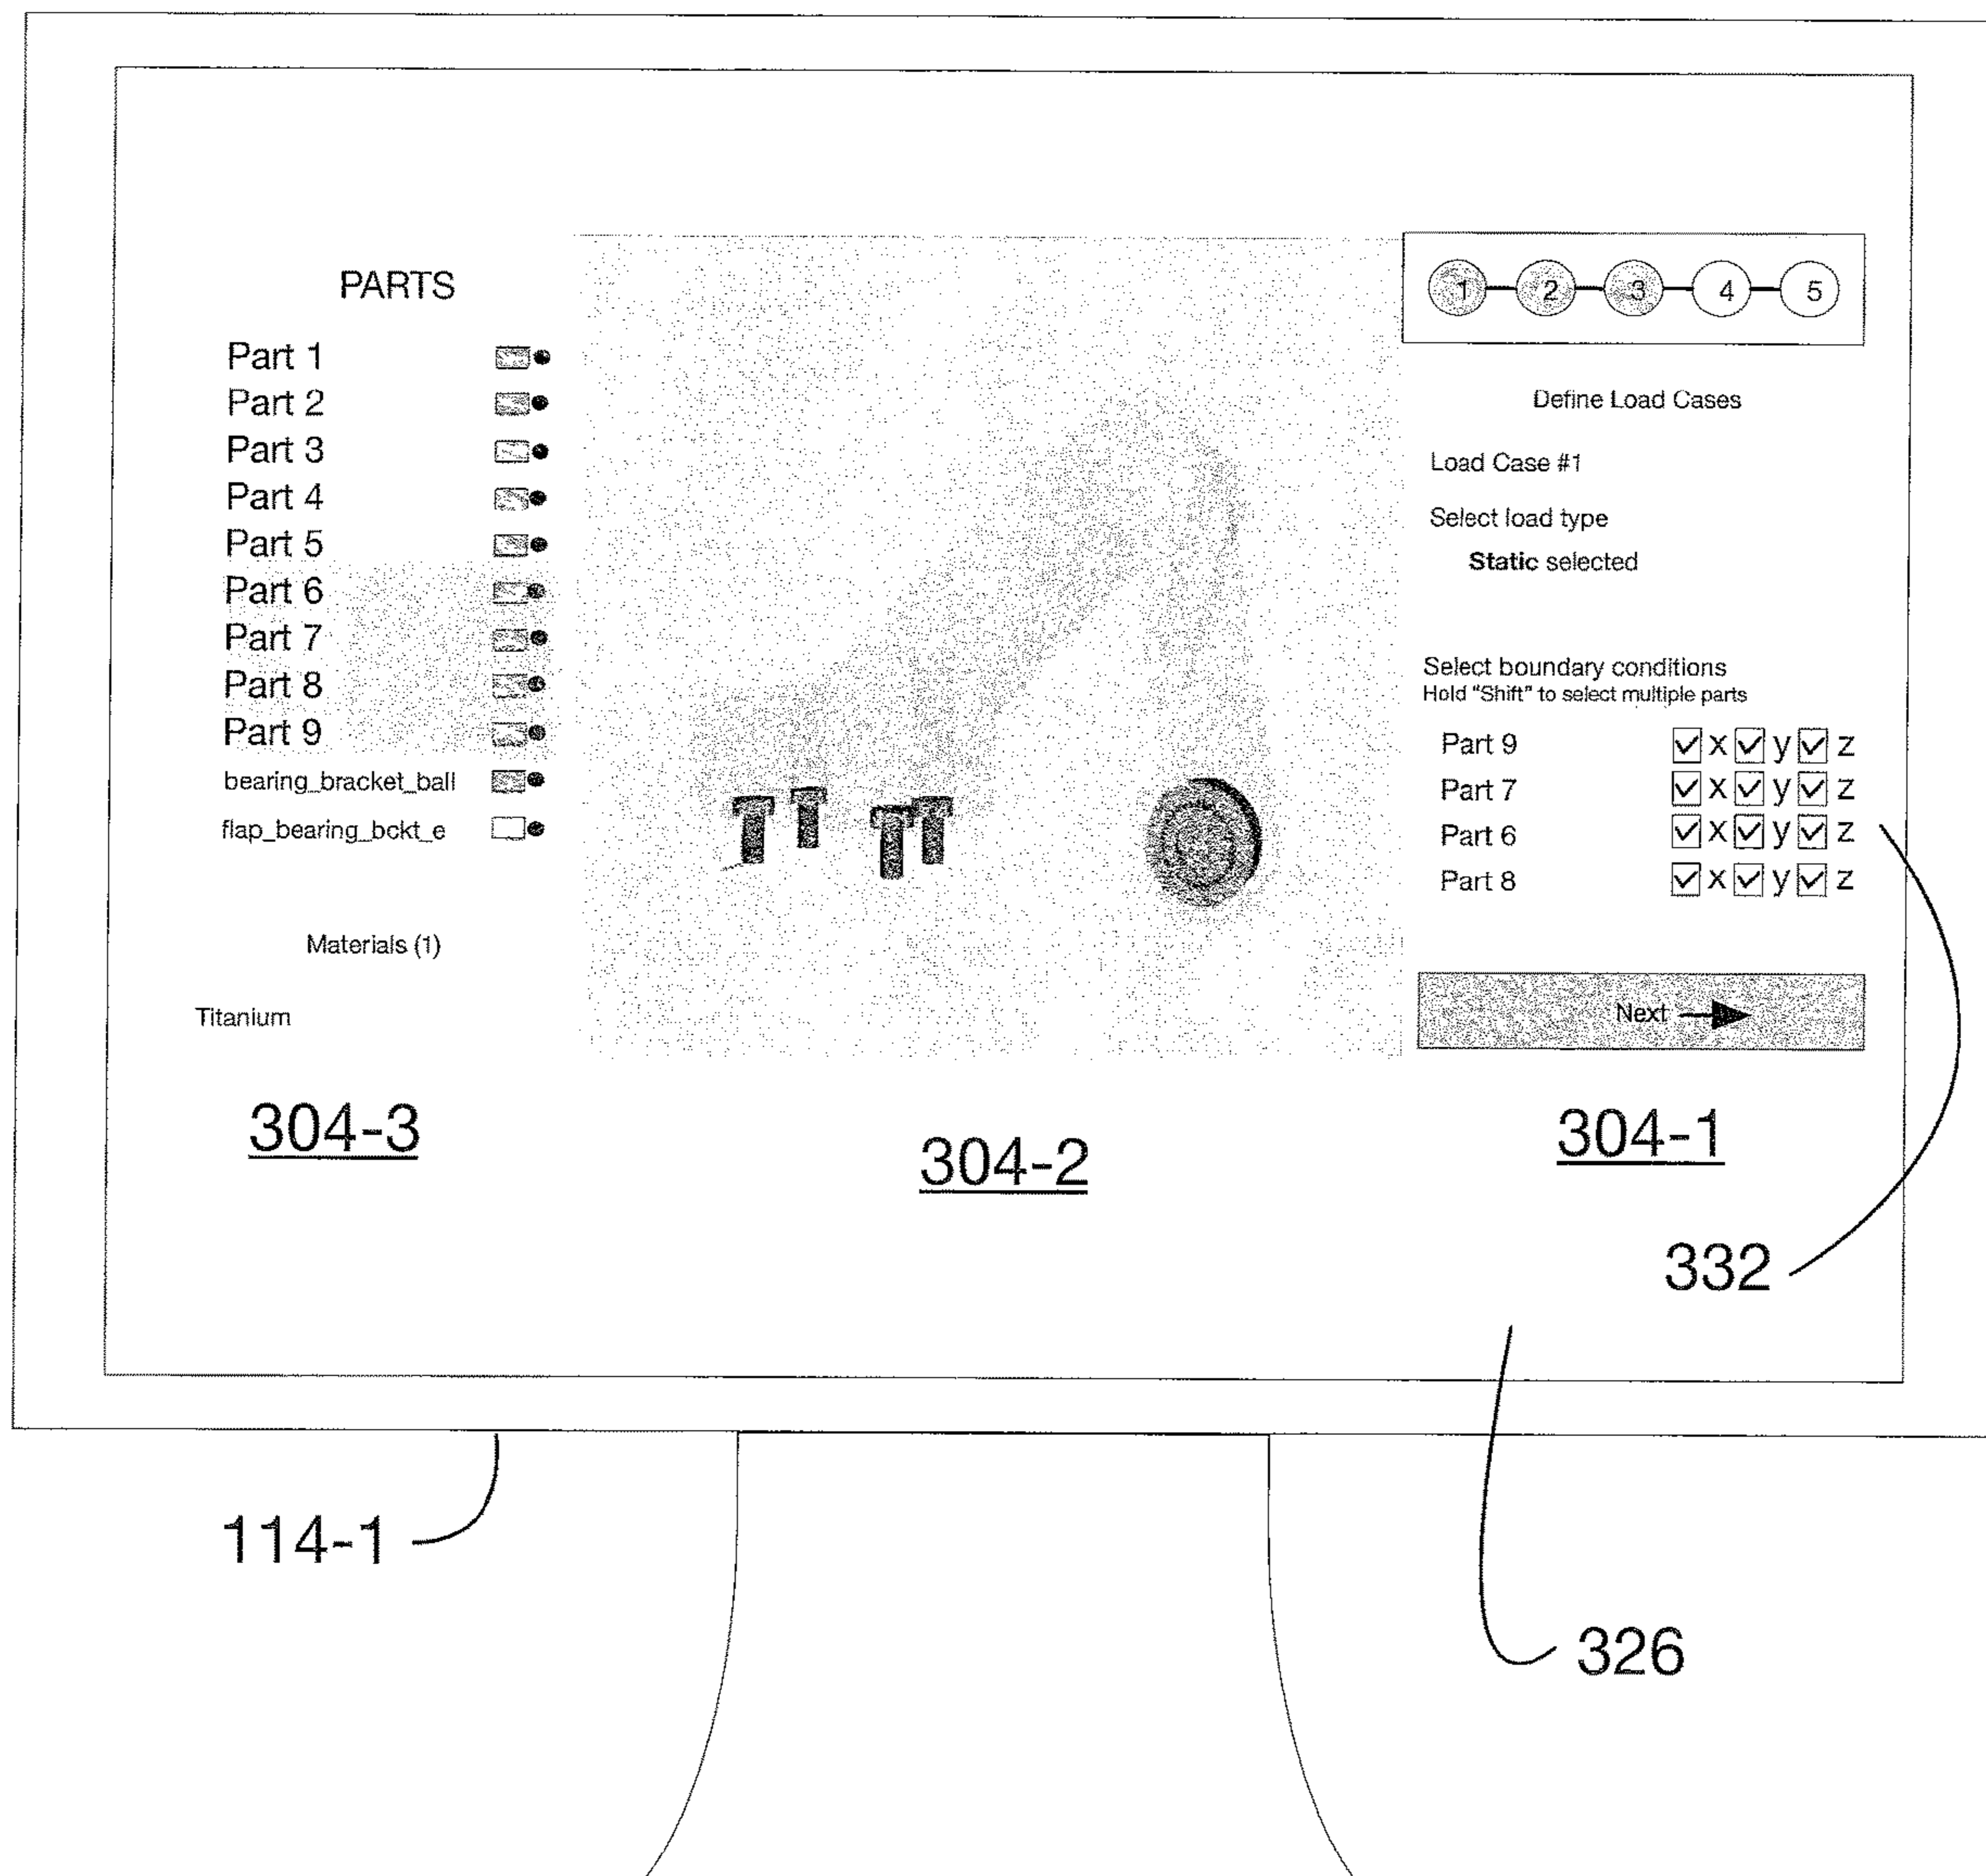 PARTS
Part 1
Part 2
Part 3
Part 4
Part 5
Part 6
Part 7
Part 8
Part 9
bearing_bracket_ball
flap_bearing_bckt_e
Materials (1)
Titanium
304-3
304-2
1 2 3 4 5
Define Load Cases
Load Case #1
Select load type
Static selected
Select boundary conditions
Hold "Shift" to select multiple parts
Part 9 x y z
Part 7 x y z
Part 6 x y z
Part 8 x y z
Next
304-1
332
114-1
326